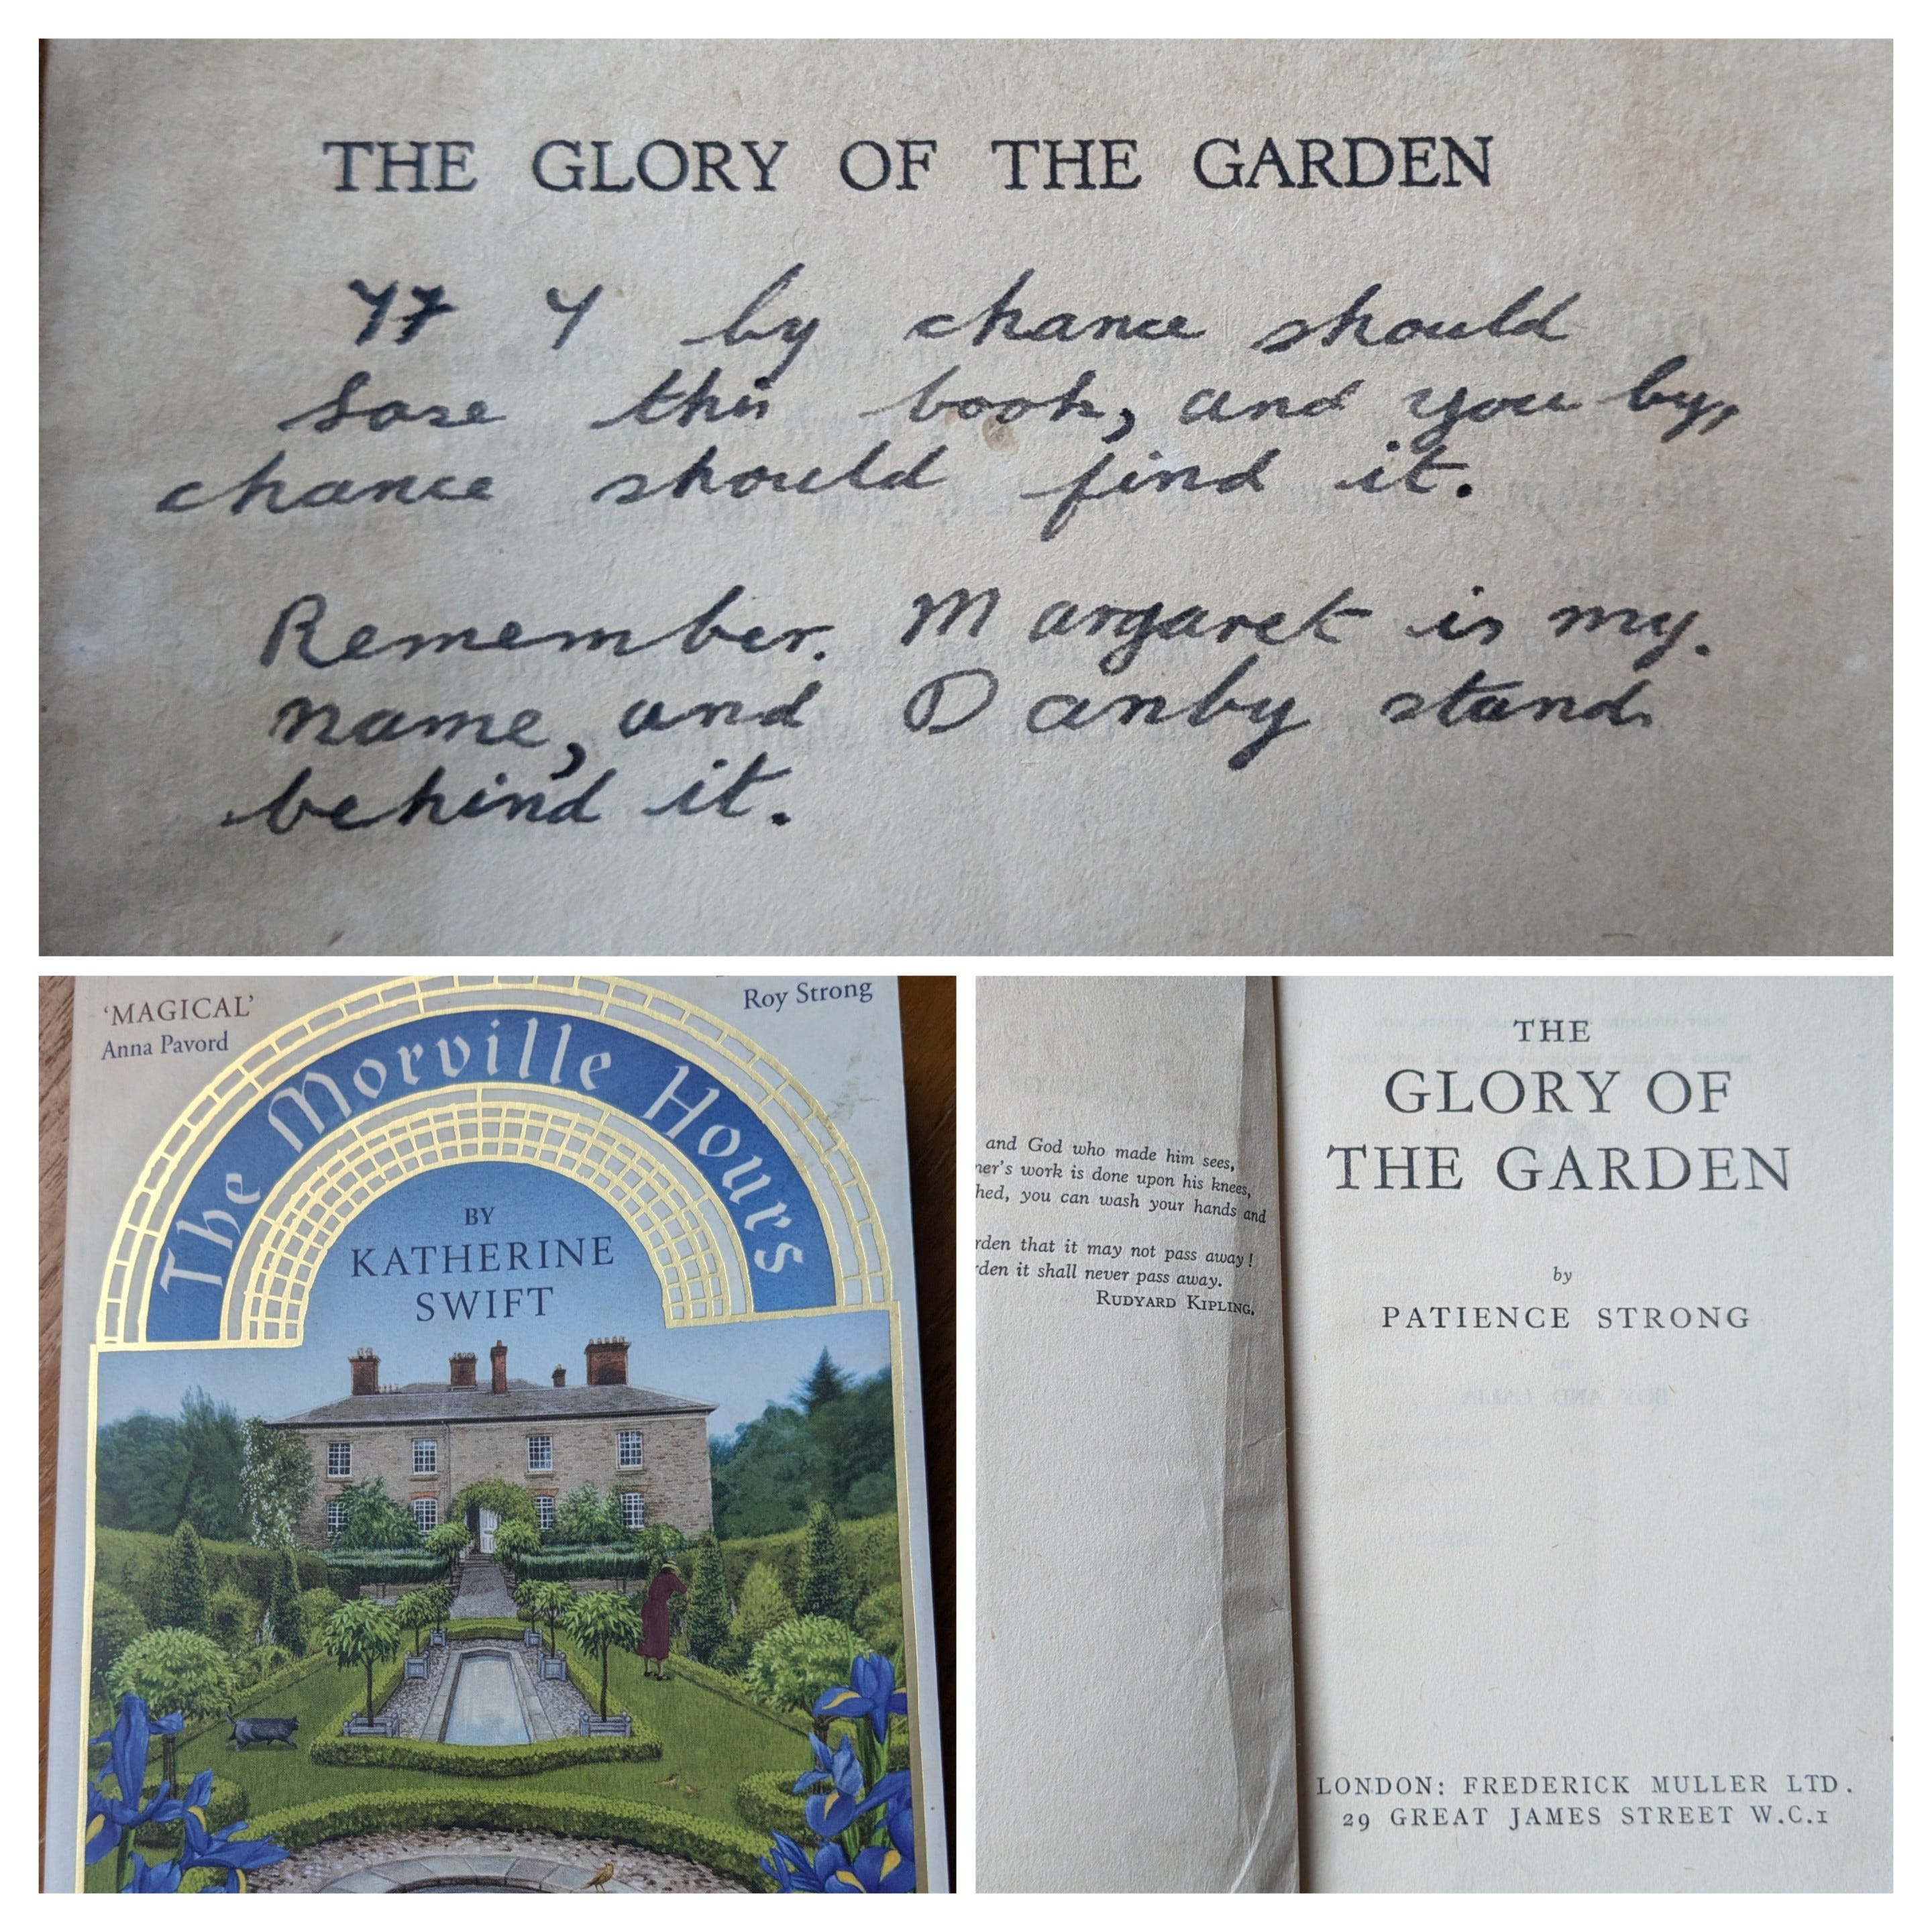 THE GLORY OF THE GARDEN
If I by chance should
lose this book, and you by,
chance should find it.
Remember. Margaret is my.
name, and Danby stand.
behind it.
'MAGICAL'
Anna Pavord
Roy Strong
The Morville Hours
BY
KATHERINE
SWIFT
and God who made him sees,
ner's work is done upon his knees,
hed, you can wash your hands and
rden that it may not pass away!
rden it shall never pass away.
RUDYARD KIPLING.
THE
GLORY OF
THE GARDEN
by
PATIENCE STRONG
LONDON: FREDERICK MULLER LTD.
29 GREAT JAMES STREET W.C.1